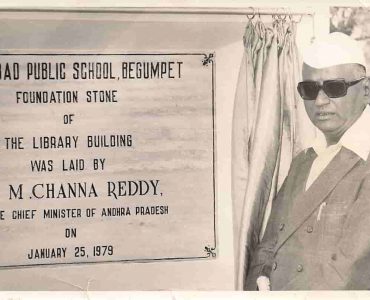 BAD PUBLIC SCHOOL, BEGUMPET
FOUNDATION STONE
OF
THE LIBRARY BUILDING
WAS LAID BY
M. CHANNA REDDY,
E CHIEF MINISTER OF ANDHRA PRADESH
ON
JANUARY 25, 1979